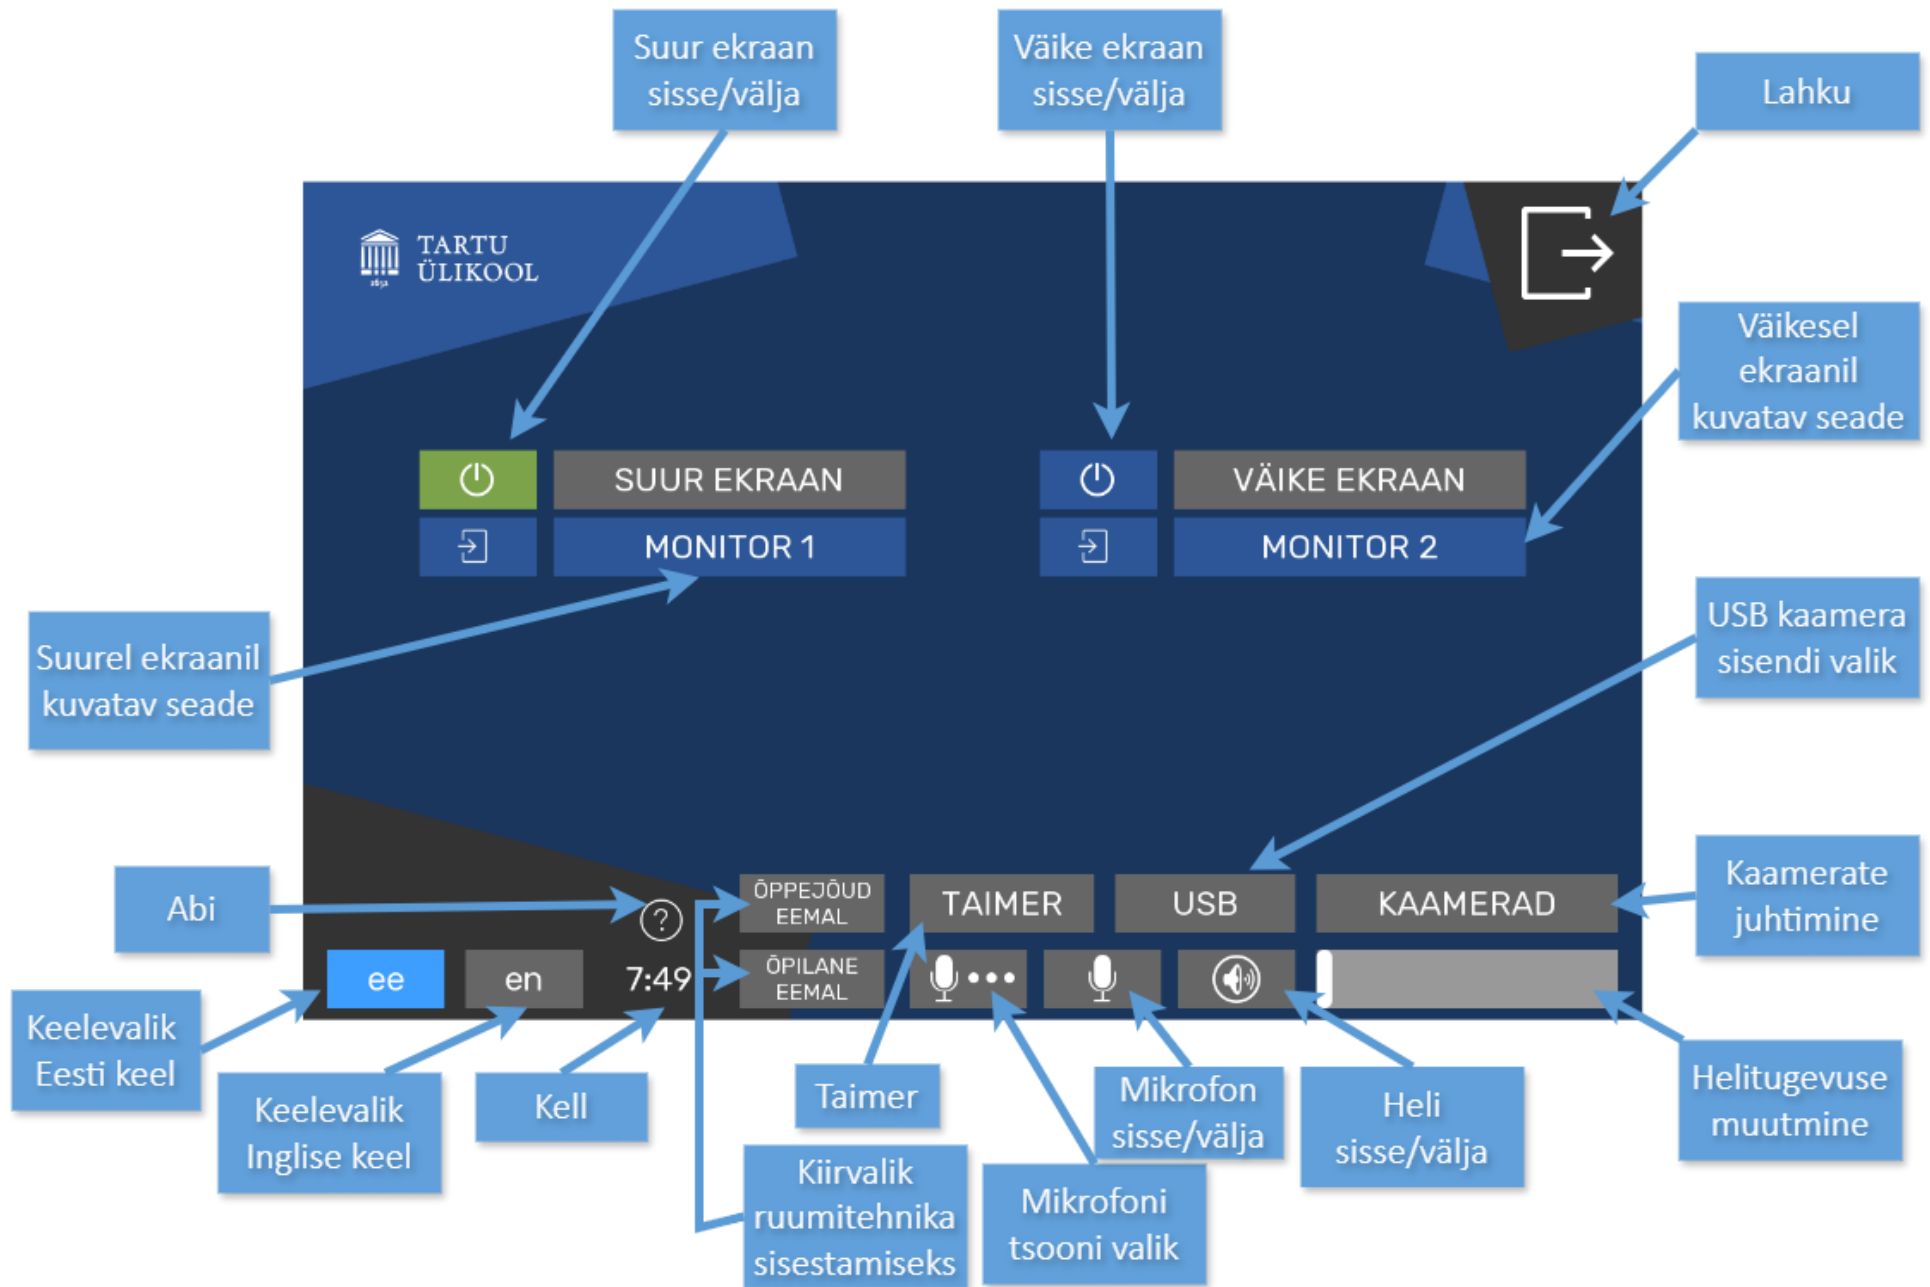 Suur ekraan
sisse/välja
Väike ekraan
sisse/välja
Lahku
TARTU
ÜLIKOOL
1632
Väikesel
ekraanil
kuvatav seade
SUUR EKRAAN
VÄIKE EKRAAN
MONITOR 1
MONITOR 2
Suurel ekraanil
kuvatav seade
USB kaamera
sisendi valik
Abi
?
ÕPPEJÕUD
EEMAL
TAIMER
USB
KAAMERAD
Kaamerate
juhtimine
ee
en
7:49
ÕPILANE
EEMAL
Keelevalik
Eesti keel
Keelevalik
Inglise keel
Kell
Taimer
Mikrofon
sisse/välja
Heli
sisse/välja
Helitugevuse
muutmine
Kiirvalik
ruumitehnika
sisestamiseks
Mikrofoni
tsooni valik